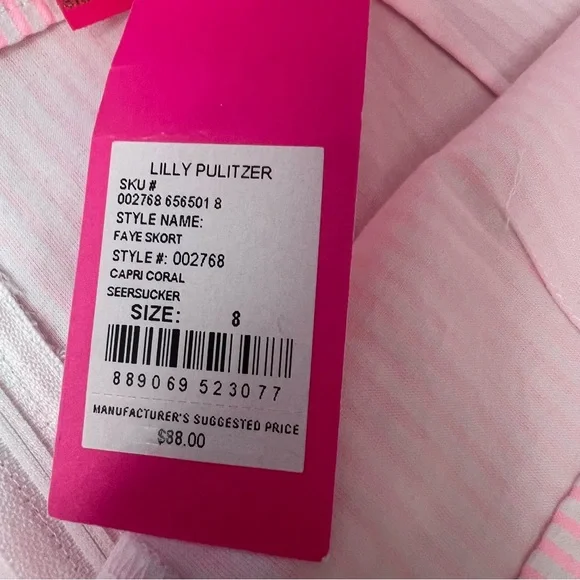 LILLY PULITZER
SKU #
002768 656501 8
STYLE NAME:
FAYE SKORT
STYLE #: 002768
CAPRI CORAL
SEERSUCKER
SIZE: 8
889069 523077
MANUFACTURER'S SUGGESTED PRICE
$88.00